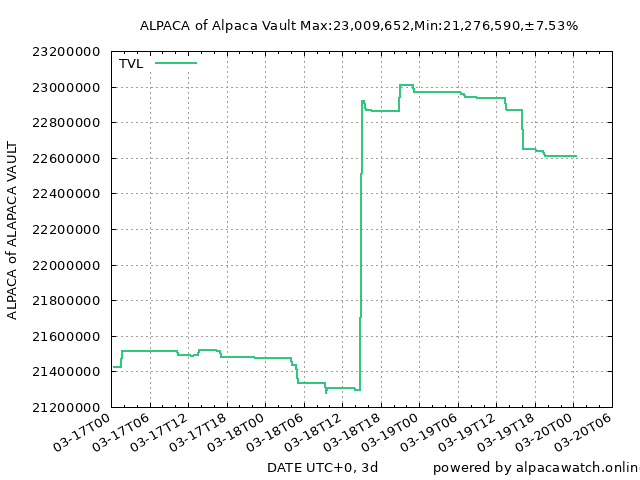 ALPACA of Alpaca Vault Max:23,009,652,Min:21,276,590,±7.53%
TVL
23200000
23000000
22800000
22600000
22400000
22200000
22000000
21800000
21600000
21400000
21200000
ALPACA of ALAPACA VAULT
03-17T00
03-17T06
03-17T12
03-17T18
03-18T00
03-18T06
03-18T12
03-18T18
03-19T00
03-19T06
03-19T12
03-19T18
03-20T00
03-20T06
DATE UTC+0, 3d
powered by alpacawatch.onlin